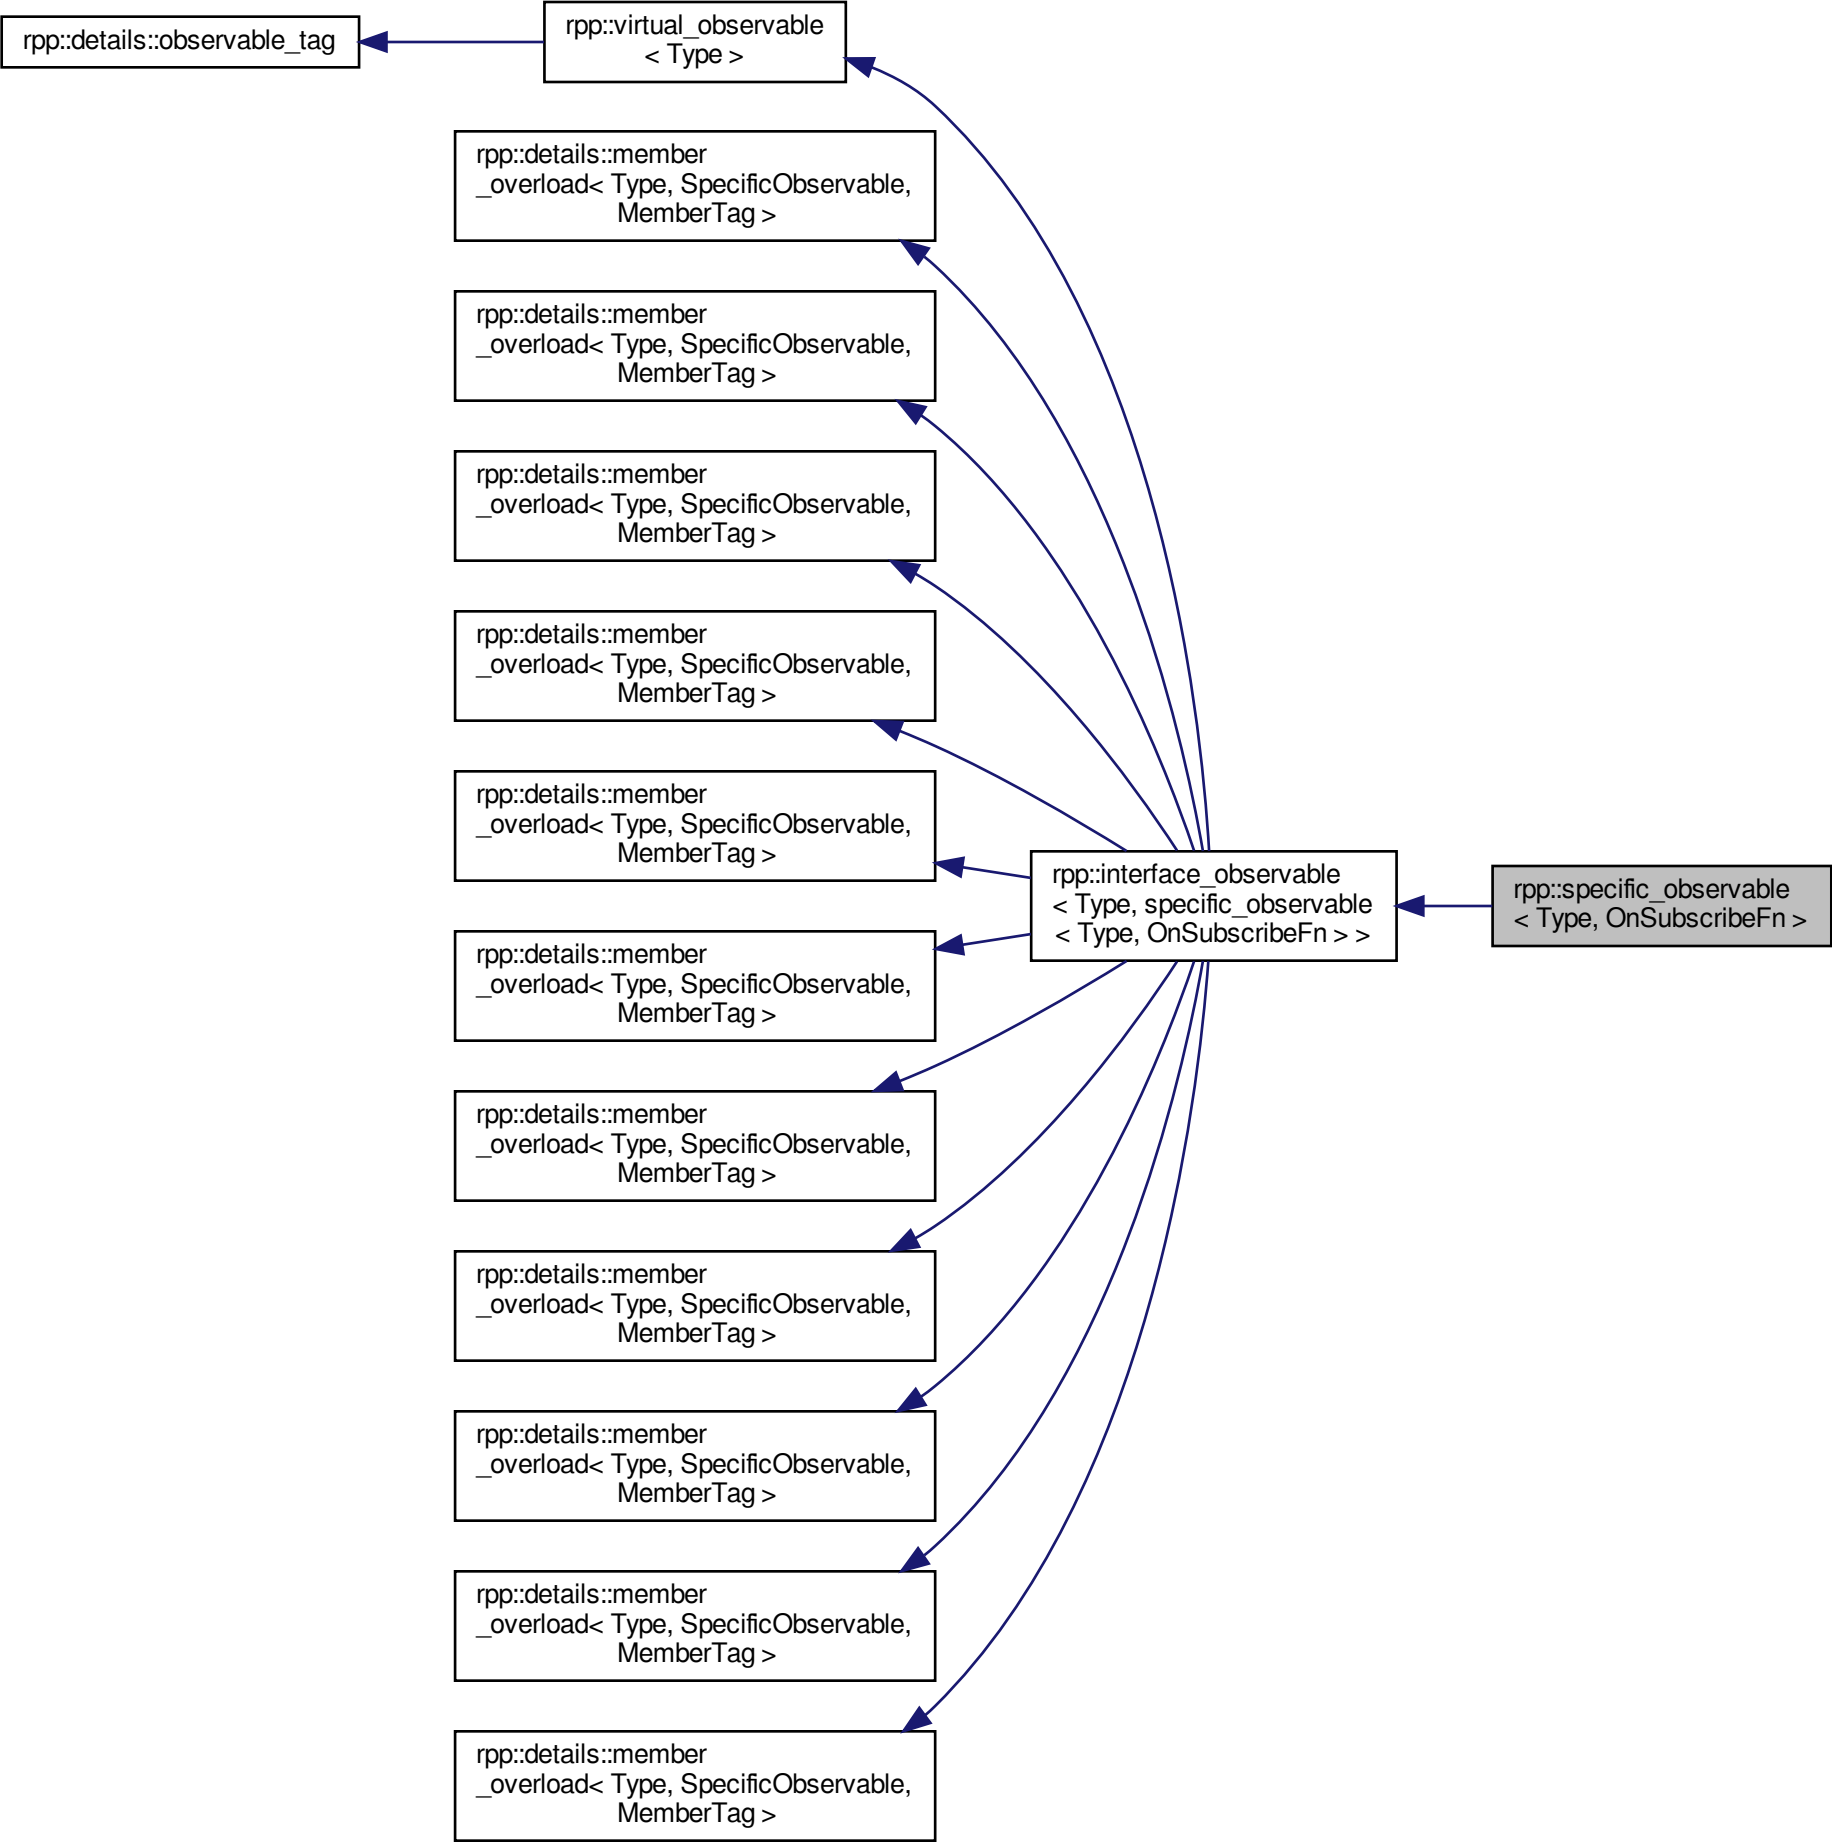 rpp::details::observable_tag
rpp::virtual_observable
< Type >
rpp::details::member
_overload< Type, SpecificObservable,
MemberTag >
rpp::details::member
_overload< Type, SpecificObservable,
MemberTag >
rpp::details::member
_overload< Type, SpecificObservable,
MemberTag >
rpp::details::member
_overload< Type, SpecificObservable,
MemberTag >
rpp::details::member
_overload< Type, SpecificObservable,
MemberTag >
rpp::details::member
_overload< Type, SpecificObservable,
MemberTag >
rpp::details::member
_overload< Type, SpecificObservable,
MemberTag >
rpp::details::member
_overload< Type, SpecificObservable,
MemberTag >
rpp::details::member
_overload< Type, SpecificObservable,
MemberTag >
rpp::details::member
_overload< Type, SpecificObservable,
MemberTag >
rpp::details::member
_overload< Type, SpecificObservable,
MemberTag >
rpp::interface_observable
< Type, specific_observable
< Type, OnSubscribeFn > >
rpp::specific_observable
< Type, OnSubscribeFn >